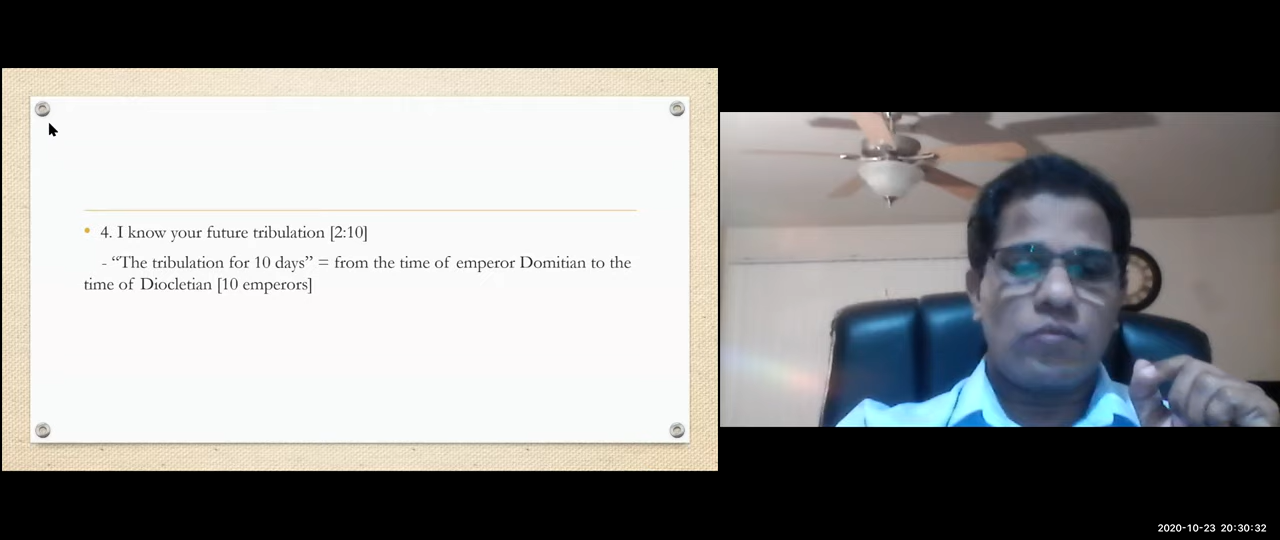 • 4. I know your future tribulation [2:10]
- “The tribulation for 10 days” = from the time of emperor Domitian to the
time of Diocletian [10 emperors]
2020-10-23 20:30:32